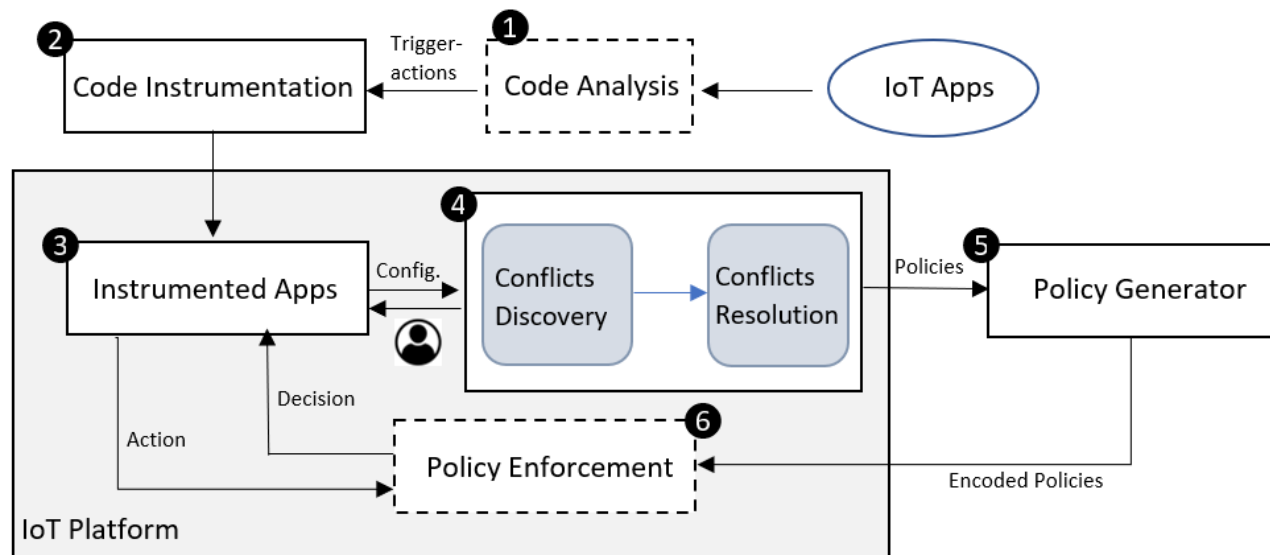 1
2
Trigger-
actions
Code Instrumentation
Code Analysis
IoT Apps
3
4
5
Instrumented Apps
Config.
Conflicts
Discovery
Conflicts
Resolution
Policies
Policy Generator
Decision
Action
6
Policy Enforcement
Encoded Policies
IoT Platform